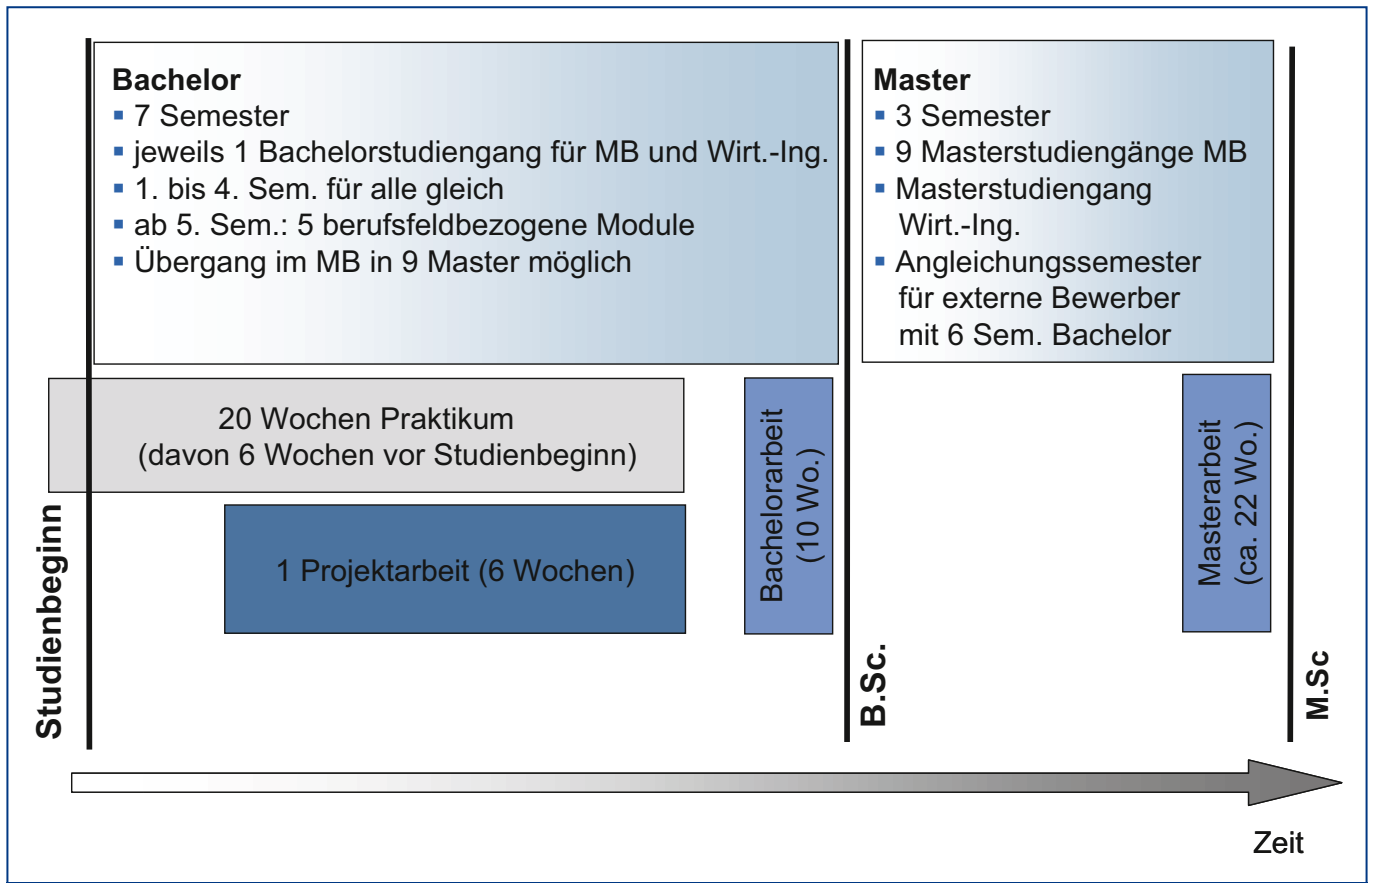 Bachelor
▪ 7 Semester
▪ jeweils 1 Bachelorstudiengang für MB und Wirt.-Ing.
▪ 1. bis 4. Sem. für alle gleich
▪ ab 5. Sem.: 5 berufsfeldbezogene Module
▪ Übergang im MB in 9 Master möglich
Master
▪ 3 Semester
▪ 9 Masterstudiengänge MB
▪ Masterstudiengang
Wirt.-Ing.
▪ Angleichungssemester
für externe Bewerber
mit 6 Sem. Bachelor
20 Wochen Praktikum
(davon 6 Wochen vor Studienbeginn)
1 Projektarbeit (6 Wochen)
Bachelorarbeit
(10 Wo.)
Masterarbeit
(ca. 22 Wo.)
Studienbeginn
B.Sc.
M.Sc
Zeit